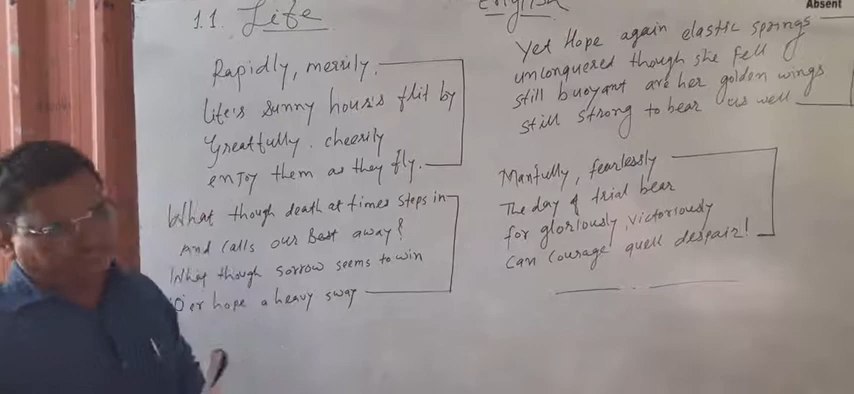 1.1. Life
Rapidly, merrily.
Life's sunny hours flit by
Greatfully. cheerily
enjoy them as they fly.
What though death at times steps in
And calls our Best away?
What though sorrow seems to win
O'er hope a heavy sway
English
Absent
Yet Hope again elastic springs
unconquered though she fell
still buoyant are her golden wings
still strong to bear us well
Manfully, fearlessly
The day of trial bear
for gloriously, victoriously
can courage quell despair!